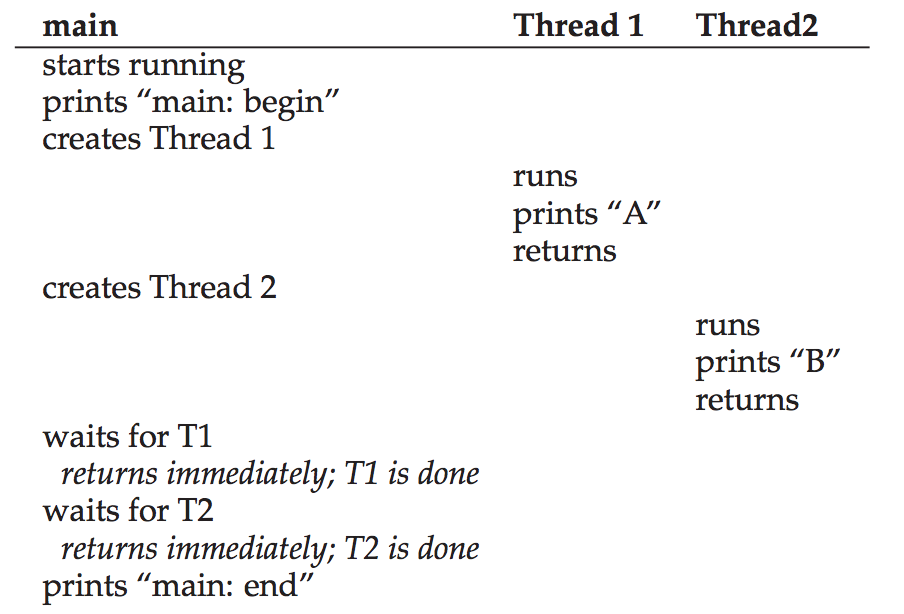 main Thread 1 Thread2
starts running
prints “main: begin”
creates Thread 1
runs
prints “A”
returns
creates Thread 2
runs
prints “B”
returns
waits for T1
returns immediately; T1 is done
waits for T2
returns immediately; T2 is done
prints “main: end”